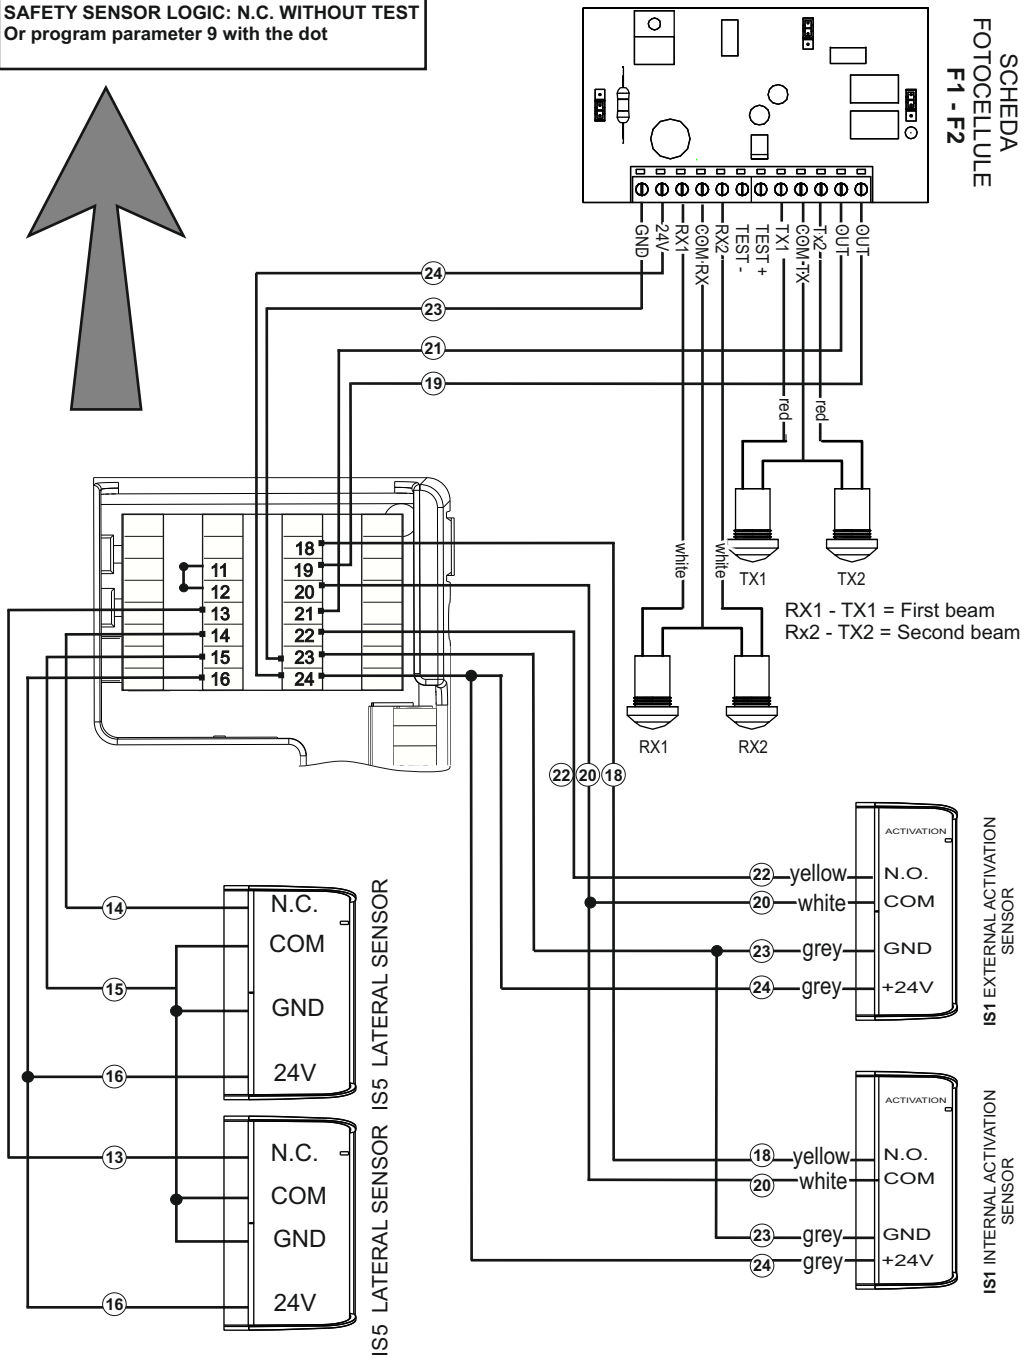 SAFETY SENSOR LOGIC: N.C. WITHOUT TEST
Or program parameter 9 with the dot
SCHEDA
FOTOCELLULE
F1 - F2
GND
24V
RX1
COM-RX
RX2
TEST -
TEST +
TX1
COM-TX
Tx2
OUT
OUT
24
23
21
19
red
red
white
white
TX1
TX2
RX1 - TX1 = First beam
Rx2 - TX2 = Second beam
RX1
RX2
11
12
13
14
15
16
18
19
20
21
22
23
24
22
20
18
ACTIVATION
22 yellow N.O.
20 white COM
23 grey GND
24 grey +24V
IS1 EXTERNAL ACTIVATION
SENSOR
14
N.C.
COM
15
GND
16
24V
IS5 LATERAL SENSOR
13
N.C.
COM
GND
16
24V
IS5 LATERAL SENSOR
ACTIVATION
18 yellow N.O.
20 white COM
23 grey GND
24 grey +24V
IS1 INTERNAL ACTIVATION
SENSOR